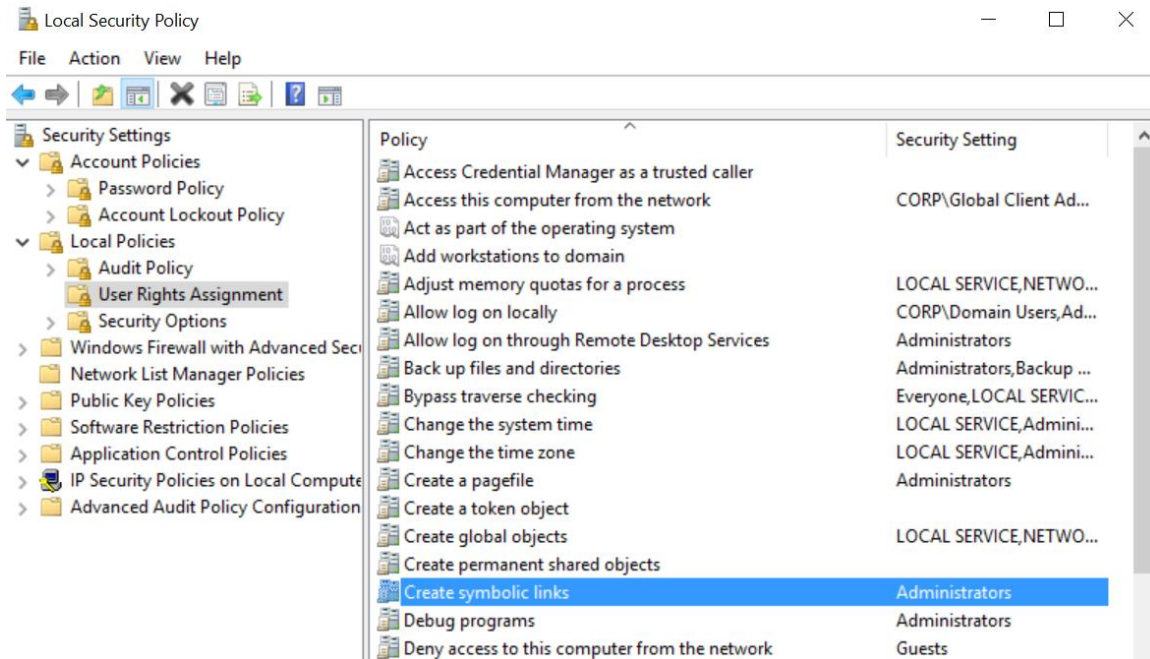 Local Security Policy
File Action View Help
Security Settings
Account Policies
Password Policy
Account Lockout Policy
Local Policies
Audit Policy
User Rights Assignment
Security Options
Windows Firewall with Advanced Secu
Network List Manager Policies
Public Key Policies
Software Restriction Policies
Application Control Policies
IP Security Policies on Local Compute
Advanced Audit Policy Configuration
Policy Security Setting
Access Credential Manager as a trusted caller
Access this computer from the network CORP\Global Client Ad...
Act as part of the operating system
Add workstations to domain
Adjust memory quotas for a process LOCAL SERVICE,NETWO...
Allow log on locally CORP\Domain Users,Ad...
Allow log on through Remote Desktop Services Administrators
Back up files and directories Administrators,Backup ...
Bypass traverse checking Everyone,LOCAL SERVIC...
Change the system time LOCAL SERVICE,Admini...
Change the time zone LOCAL SERVICE,Admini...
Create a pagefile Administrators
Create a token object
Create global objects LOCAL SERVICE,NETWO...
Create permanent shared objects
Create symbolic links Administrators
Debug programs Administrators
Deny access to this computer from the network Guests